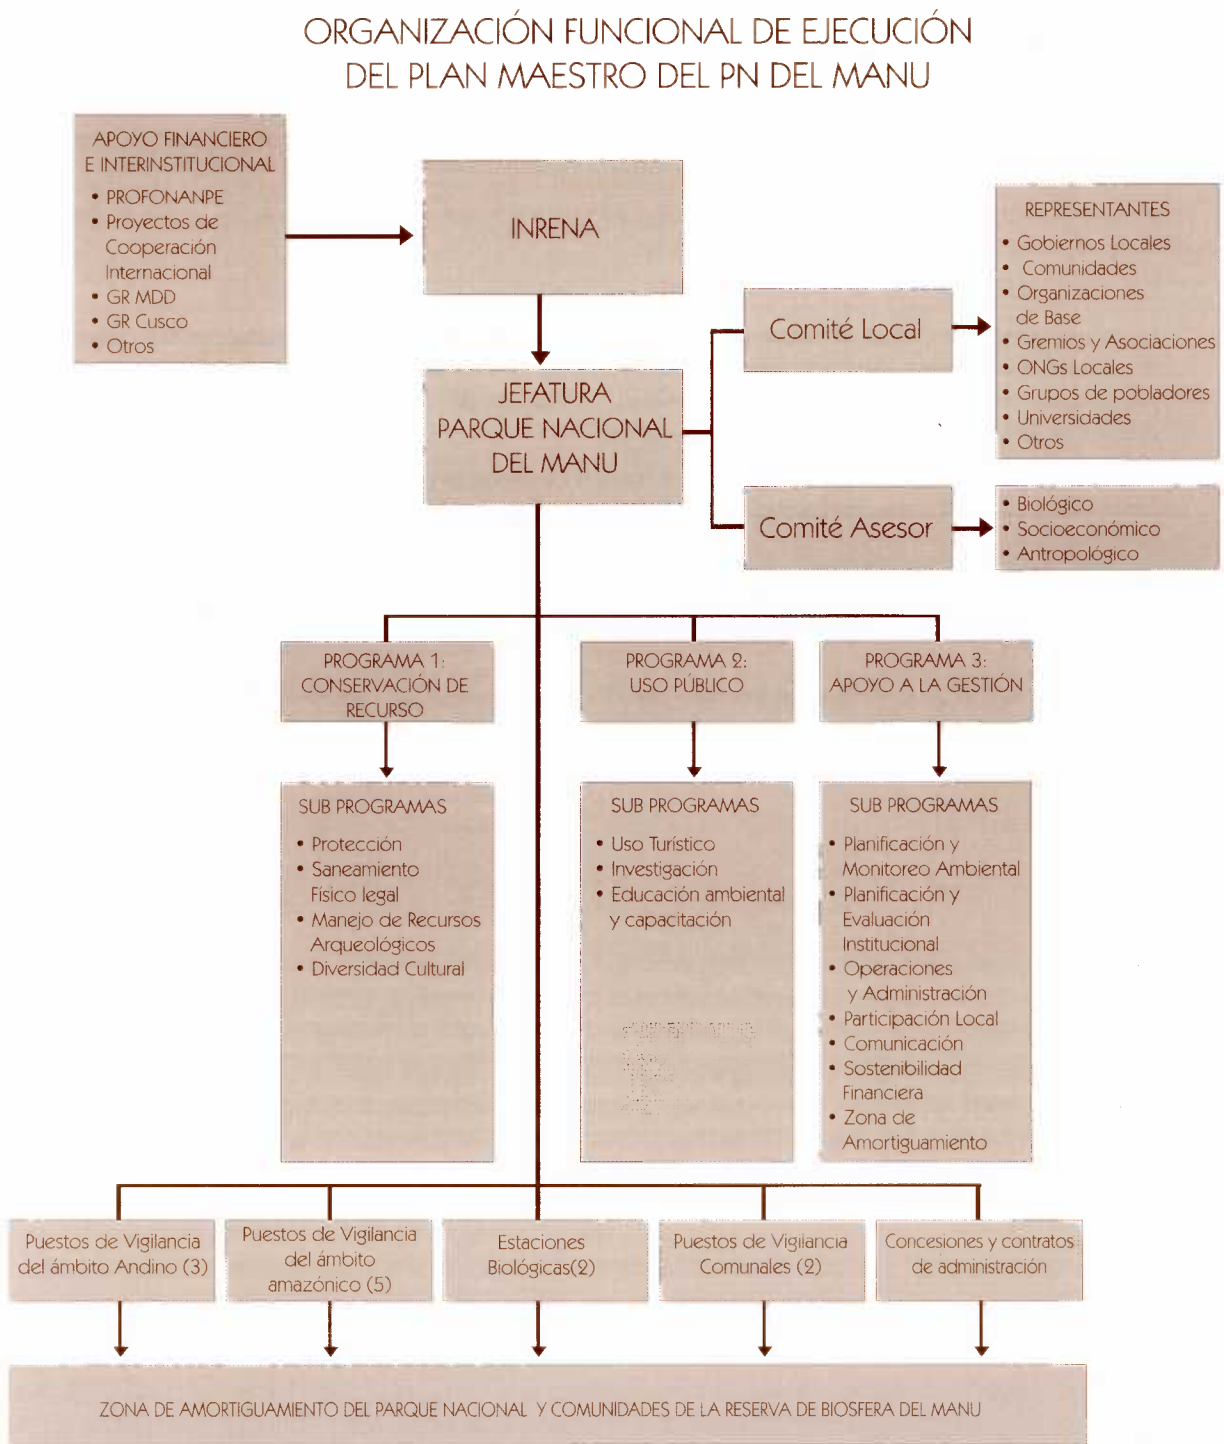 ORGANIZACIÓN FUNCIONAL DE EJECUCIÓN
DEL PLAN MAESTRO DEL PN DEL MANU
APOYO FINANCIERO
E INTERINSTITUCIONAL
• PROFONANPE
• Proyectos de
Cooperación
Internacional
• GR MDD
• GR Cusco
• Otros
INRENA
JEFATURA
PARQUE NACIONAL
DEL MANU
Comité Local
REPRESENTANTES
• Gobiernos Locales
• Comunidades
• Organizaciones
de Base
• Gremios y Asociaciones
• ONGs Locales
• Grupos de pobladores
• Universidades
• Otros
Comité Asesor
• Biológico
• Socioeconómico
• Antropológico
PROGRAMA 1:
CONSERVACIÓN DE
RECURSO
PROGRAMA 2:
USO PÚBLICO
PROGRAMA 3:
APOYO A LA GESTIÓN
SUB PROGRAMAS
• Protección
• Saneamiento
Físico legal
• Manejo de Recursos
Arqueológicos
• Diversidad Cultural
SUB PROGRAMAS
• Uso Turístico
• Investigación
• Educación ambiental
y capacitación
SUB PROGRAMAS
• Planificación y
Monitoreo Ambiental
• Planificación y
Evaluación
Institucional
• Operaciones
y Administración
• Participación Local
• Comunicación
• Sostenibilidad
Financiera
• Zona de
Amortiguamiento
Puestos de Vigilancia
del ámbito Andino (3)
Puestos de Vigilancia
del ámbito
amazónico (5)
Estaciones
Biológicas(2)
Puestos de Vigilancia
Comunales (2)
Concesiones y contratos
de administración
ZONA DE AMORTIGUAMIENTO DEL PARQUE NACIONAL Y COMUNIDADES DE LA RESERVA DE BIOSFERA DEL MANU